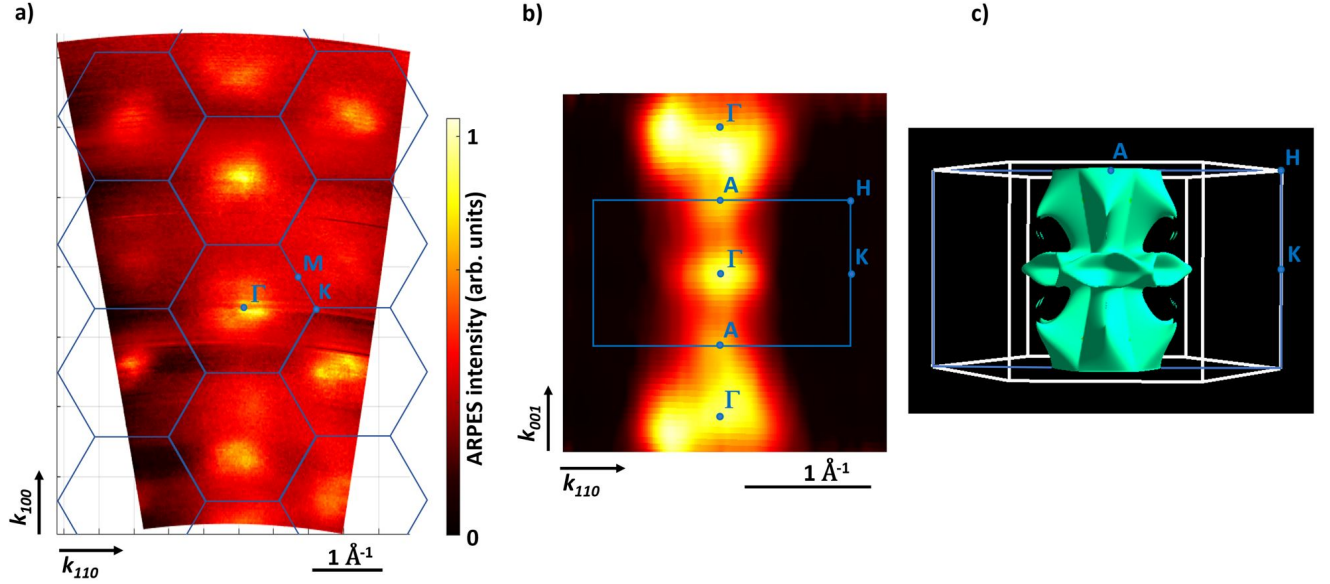 a)
M
Γ
K
k100
k110
1 Å-1
1
ARPES intensity (arb. units)
0
b)
Γ
A
H
Γ
K
A
Γ
k001
k110
1 Å-1
c)
A
H
K